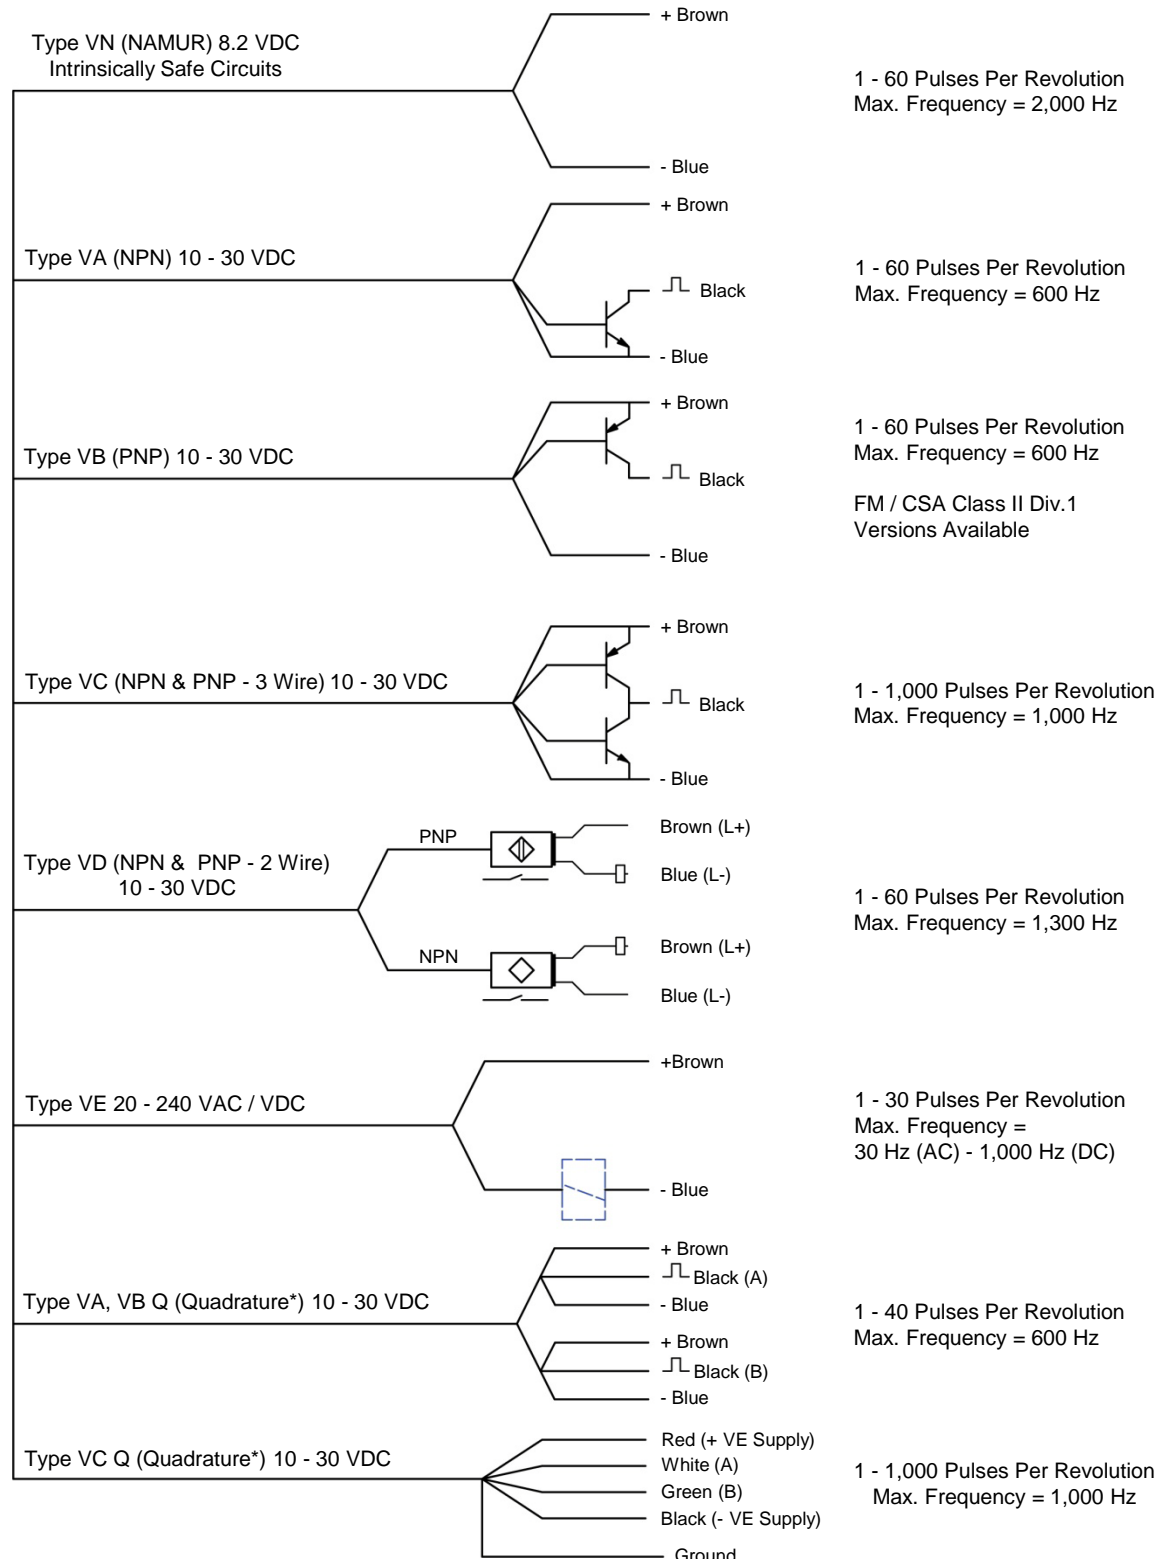 + Brown
Type VN (NAMUR) 8.2 VDC
Intrinsically Safe Circuits
1 - 60 Pulses Per Revolution
Max. Frequency = 2,000 Hz
- Blue
+ Brown
Type VA (NPN) 10 - 30 VDC
Black
1 - 60 Pulses Per Revolution
Max. Frequency = 600 Hz
- Blue
+ Brown
Type VB (PNP) 10 - 30 VDC
Black
1 - 60 Pulses Per Revolution
Max. Frequency = 600 Hz
FM / CSA Class II Div.1
Versions Available
- Blue
+ Brown
Type VC (NPN & PNP - 3 Wire) 10 - 30 VDC
Black
1 - 1,000 Pulses Per Revolution
Max. Frequency = 1,000 Hz
- Blue
PNP
Brown (L+)
Type VD (NPN & PNP - 2 Wire)
10 - 30 VDC
Blue (L-)
1 - 60 Pulses Per Revolution
Max. Frequency = 1,300 Hz
NPN
Brown (L+)
Blue (L-)
+Brown
Type VE 20 - 240 VAC / VDC
1 - 30 Pulses Per Revolution
Max. Frequency =
30 Hz (AC) - 1,000 Hz (DC)
- Blue
+ Brown
Black (A)
Type VA, VB Q (Quadrature*) 10 - 30 VDC
- Blue
1 - 40 Pulses Per Revolution
Max. Frequency = 600 Hz
+ Brown
Black (B)
- Blue
Red (+ VE Supply)
Type VC Q (Quadrature*) 10 - 30 VDC
White (A)
Green (B)
Black (- VE Supply)
1 - 1,000 Pulses Per Revolution
Max. Frequency = 1,000 Hz
Ground